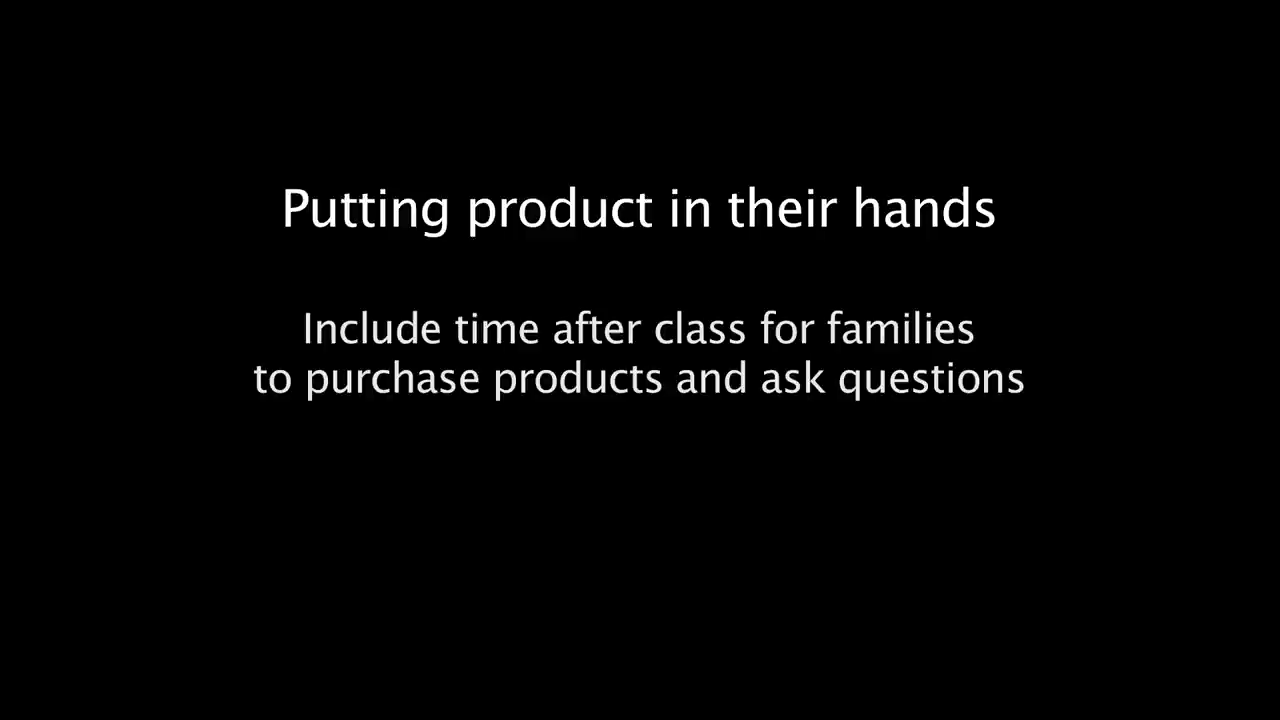 Putting product in their hands
Include time after class for families
to purchase products and ask questions